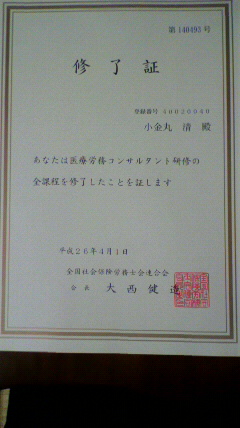 第140493号
修了証
登録番号 40020040
小金丸 清 殿
あなたは医療労務コンサルタント研修の
全課程を修了したことを証します
平成26年4月1日
全国社会保険労務士会連合会
会長 大西健造